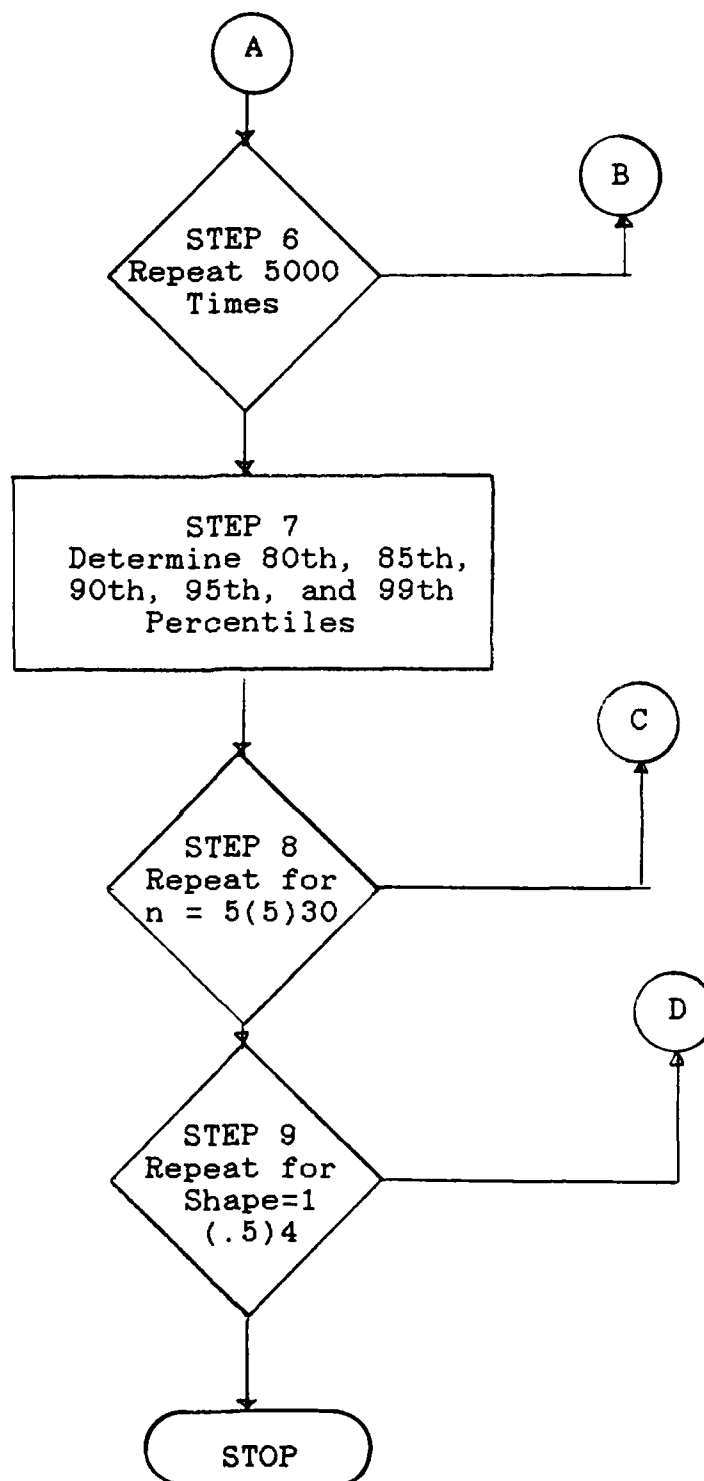 A
B
STEP 6
Repeat 5000
Times
STEP 7
Determine 80th, 85th,
90th, 95th, and 99th
Percentiles
C
STEP 8
Repeat for
n = 5(5)30
D
STEP 9
Repeat for
Shape=1
(.5)4
STOP